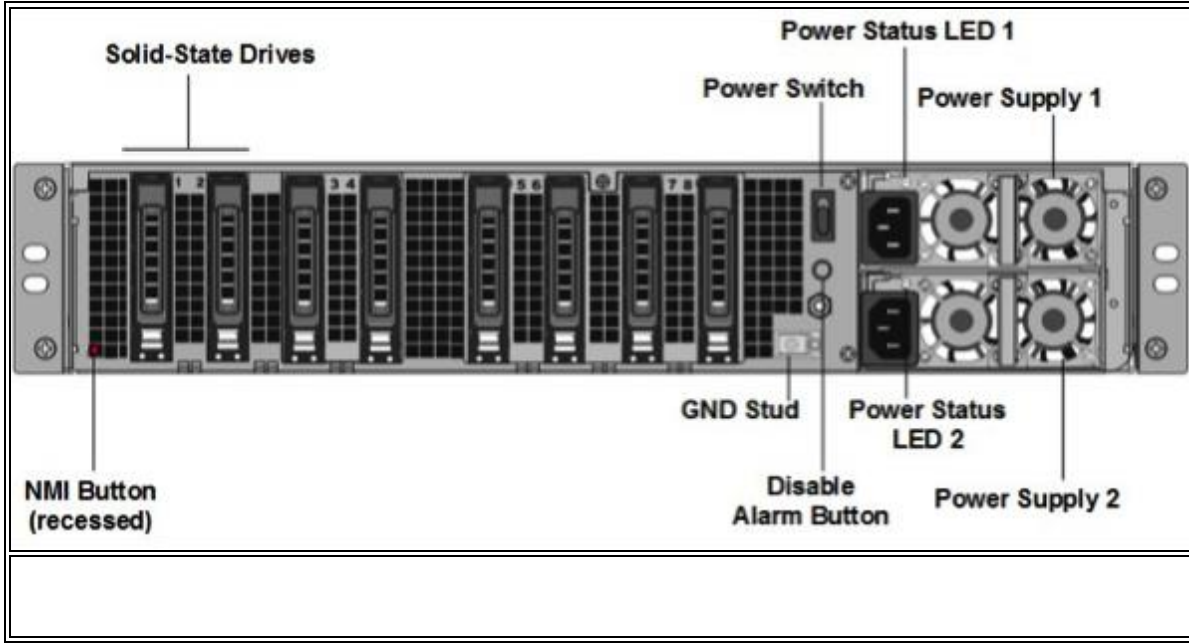 Power Status LED 1
Solid-State Drives
Power Switch
Power Supply 1
1 2
3 4
5 6
7 8
GND Stud
Power Status
LED 2
NMI Button
(recessed)
Disable
Alarm Button
Power Supply 2